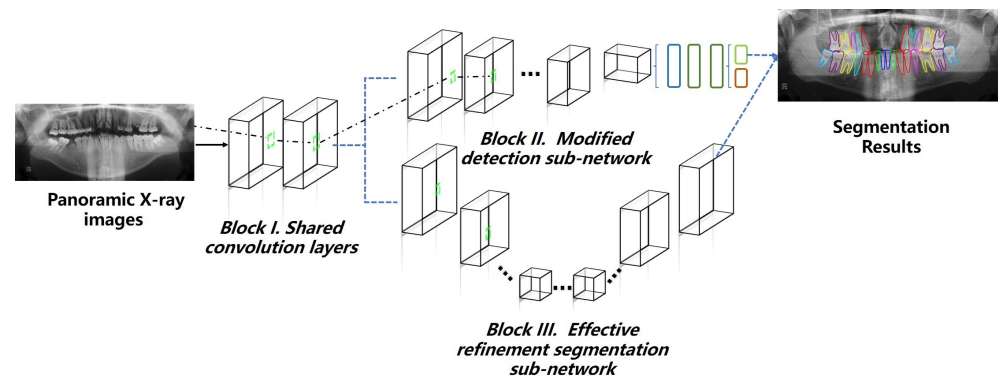 Panoramic X-ray
images
Block I. Shared
convolution layers
Block II. Modified
detection sub-network
Block III. Effective
refinement segmentation
sub-network
Segmentation
Results